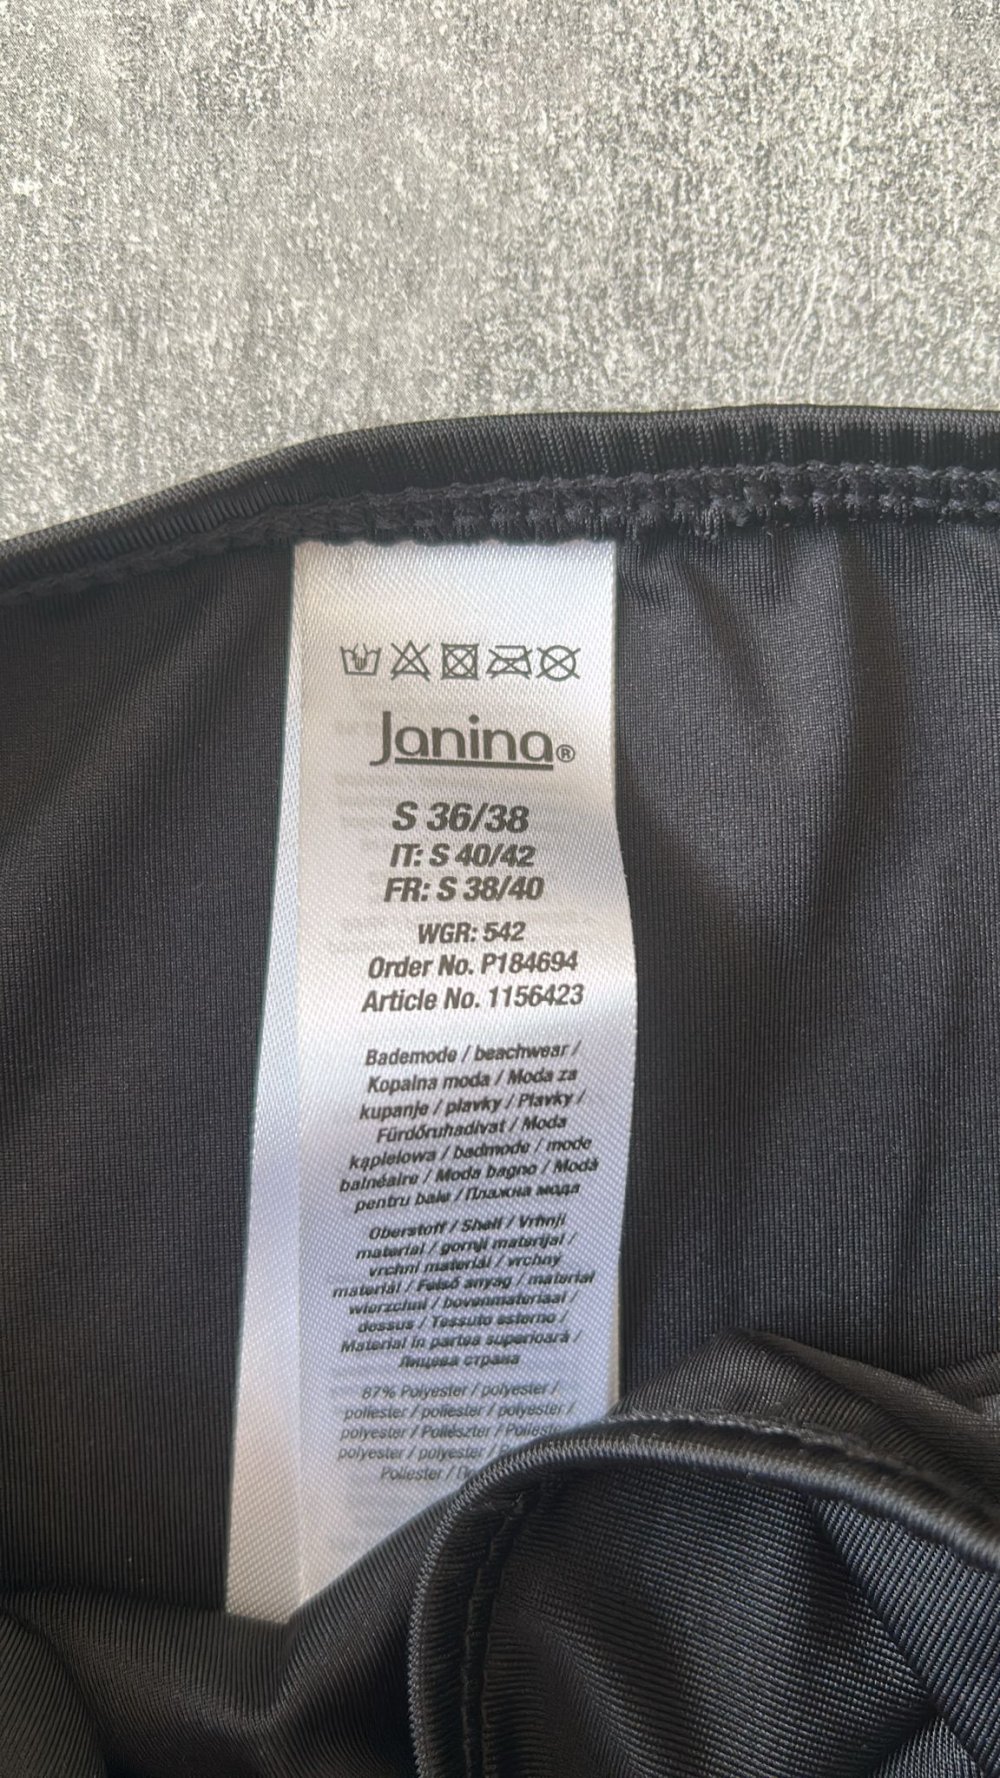 Janina®
S 36/38
IT: S 40/42
FR: S 38/40
WGR: 542
Order No. P184694
Article No. 1156423
Bademode / beachwear /
Kopalna moda / Moda za
kupanje / plavky / Plavky /
Fürdőruhadivat / Moda
kąpielowa / badmode / mode
balnéaire / Moda bagno / Modă
pentru baie / Плажна мода
Oberstoff / Shell / Vrhnji
material / gornji materijal /
vrchní materiál / vrchný
materiál / Felső anyag / materiał
wierzchni / bovenmateriaal /
dessus / Tessuto esterno /
Material în partea superioară /
Лицева страна
87% Polyester / polyester /
poliester / poliester / polyester /
polyester / Poliészter /
polyester / polyester /
Poliester /